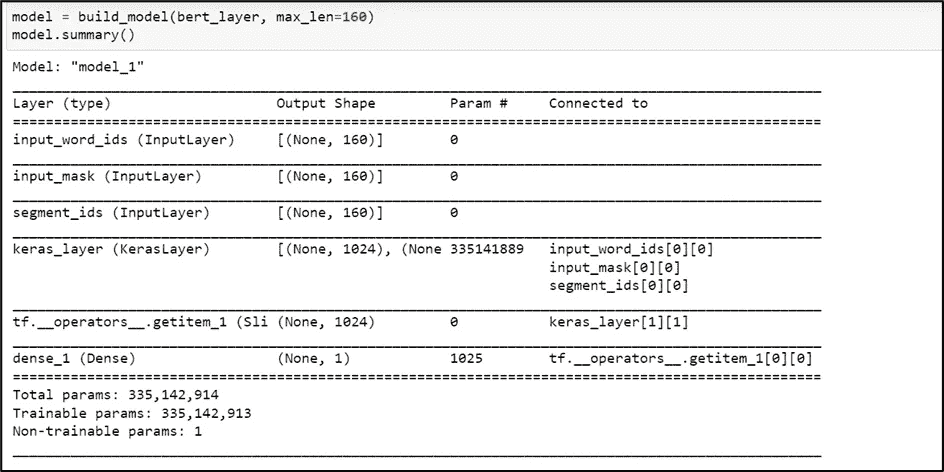 model = build_model(bert_layer, max_len=160)
model.summary()
Model: "model_1"
Layer (type) Output Shape Param # Connected to
input_word_ids (InputLayer) [(None, 160)] 0
input_mask (InputLayer) [(None, 160)] 0
segment_ids (InputLayer) [(None, 160)] 0
keras_layer (KerasLayer) [(None, 1024), (None 335141889 input_word_ids[0][0]
input_mask[0][0]
segment_ids[0][0]
tf.__operators__.getitem_1 (Sli (None, 1024) 0 keras_layer[1][1]
dense_1 (Dense) (None, 1) 1025 tf.__operators__.getitem_1[0][0]
Total params: 335,142,914
Trainable params: 335,142,913
Non-trainable params: 1